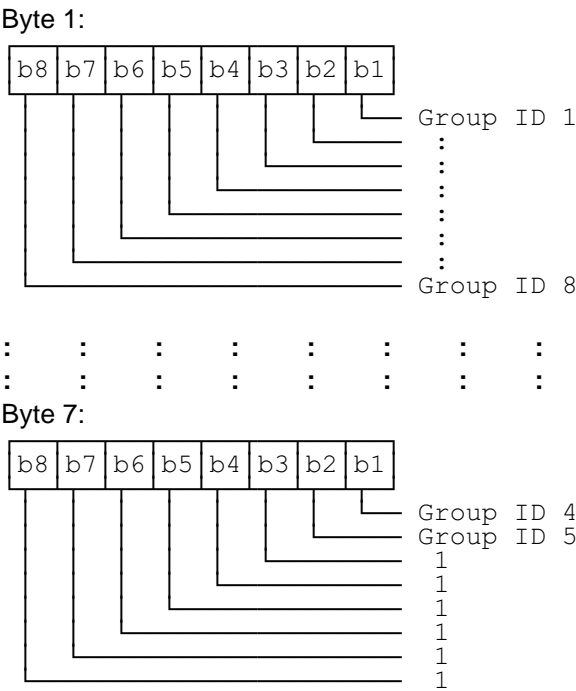 Byte 1:
b8 b7 b6 b5 b4 b3 b2 b1
Group ID 1
:
:
:
:
:
:
Group ID 8
: : : : : : : :
: : : : : : : :
Byte 7:
b8 b7 b6 b5 b4 b3 b2 b1
Group ID 4
Group ID 5
1
1
1
1
1
1